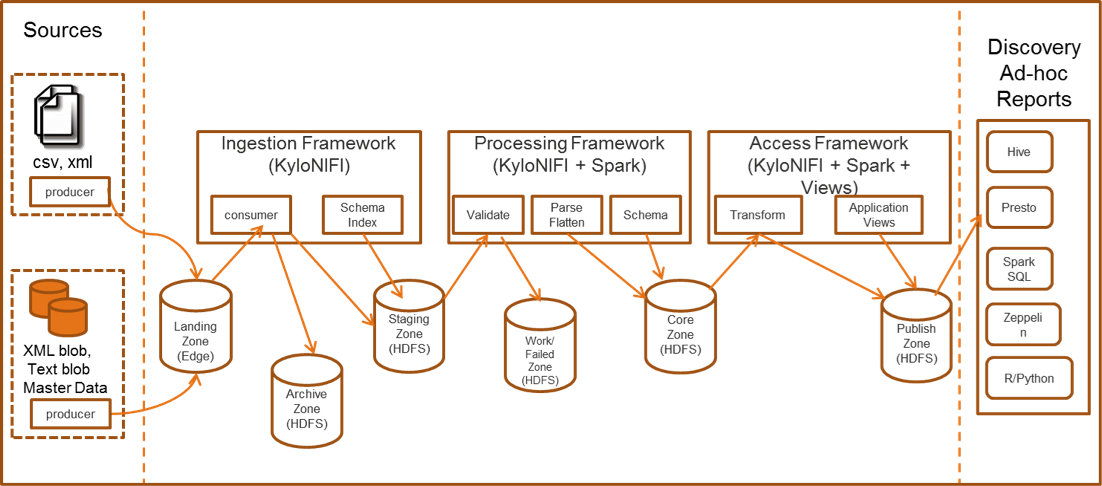 Sources
csv, xml
producer
XML blob,
Text blob
Master Data
producer
Landing
Zone
(Edge)
Ingestion Framework
(KyloNIFI)
consumer
Schema
Index
Archive
Zone
(HDFS)
Staging
Zone
(HDFS)
Processing Framework
(KyloNIFI + Spark)
Validate
Parse
Flatten
Schema
Work/
Failed
Zone
(HDFS)
Core
Zone
(HDFS)
Access Framework
(KyloNIFI + Spark +
Views)
Transform
Application
Views
Publish
Zone
(HDFS)
Discovery
Ad-hoc
Reports
Hive
Presto
Spark
SQL
Zeppeli
n
R/Python